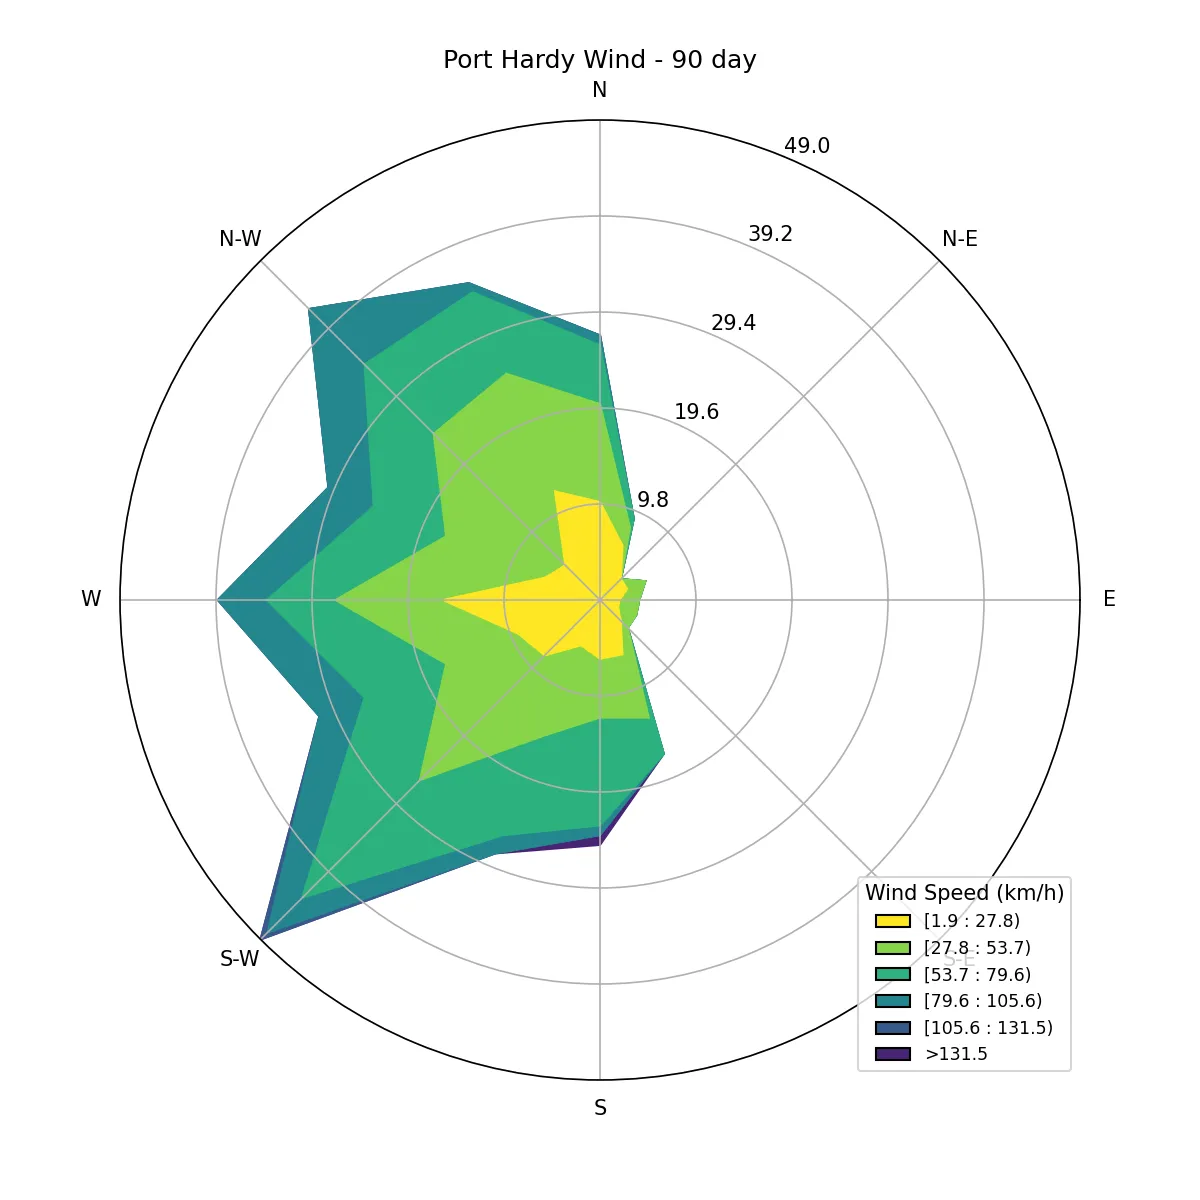 Port Hardy Wind - 90 day
N
49.0
N-W
39.2
N-E
29.4
19.6
9.8
W
E
S-W
S-E
Wind Speed (km/h)
[1.9 : 27.8)
[27.8 : 53.7)
[53.7 : 79.6)
[79.6 : 105.6)
[105.6 : 131.5)
>131.5
S